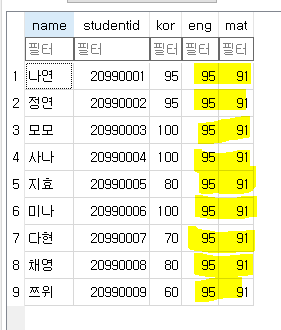 name studentid kor eng mat
필터 필터 필터 필터 필터
1 나연 20990001 95 95 91
2 정연 20990002 95 95 91
3 모모 20990003 100 95 91
4 사나 20990004 100 95 91
5 지효 20990005 80 95 91
6 미나 20990006 100 95 91
7 다현 20990007 70 95 91
8 채영 20990008 80 95 91
9 쯔위 20990009 60 95 91